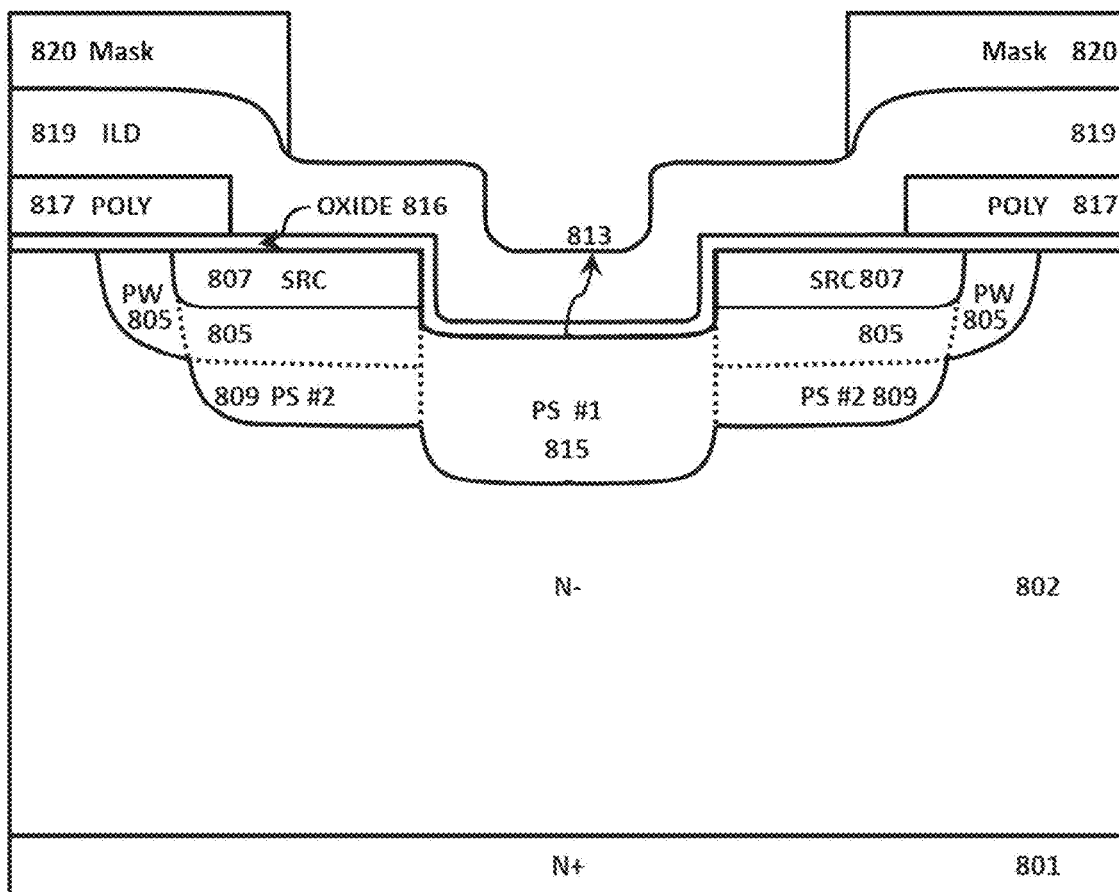 820 Mask
Mask 820
819 ILD
819
817 POLY
OXIDE 816
POLY 817
813
PW
805
807 SRC
SRC 807
PW
805
805
805
809 PS #2
PS #1
815
PS #2 809
N-
802
N+
801